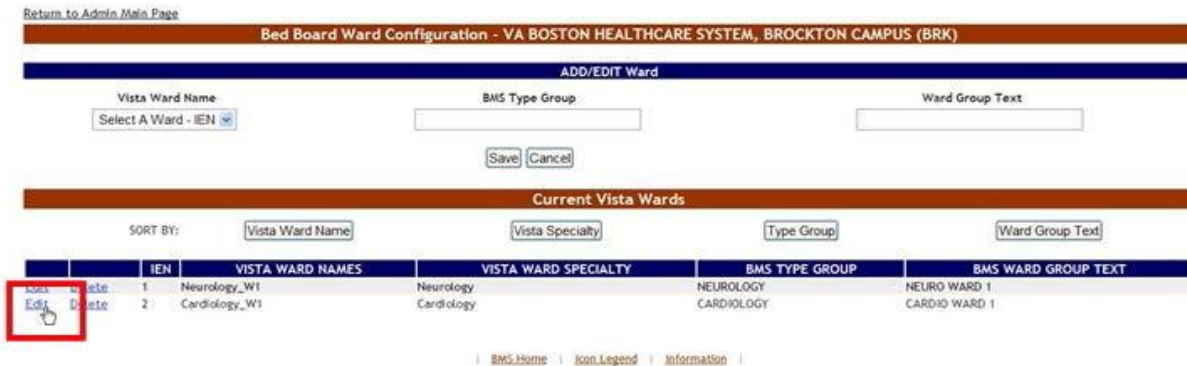 Return to Admin Main Page
Bed Board Ward Configuration - VA BOSTON HEALTHCARE SYSTEM, BROCKTON CAMPUS (BRK)
ADD/EDIT Ward
Vista Ward Name BMS Type Group Ward Group Text
Select A Ward - IEN
Save Cancel
Current Vista Wards
SORT BY: Vista Ward Name Vista Specialty Type Group Ward Group Text
IEN VISTA WARD NAMES VISTA WARD SPECIALTY BMS TYPE GROUP BMS WARD GROUP TEXT
Edit Delete 1 Neurology_W1 Neurology NEUROLOGY NEURO WARD 1
Edit Delete 2 Cardiology_W1 Cardiology CARDIOLOGY CARDIO WARD 1
| BMS Home | Icon Legend | Information |